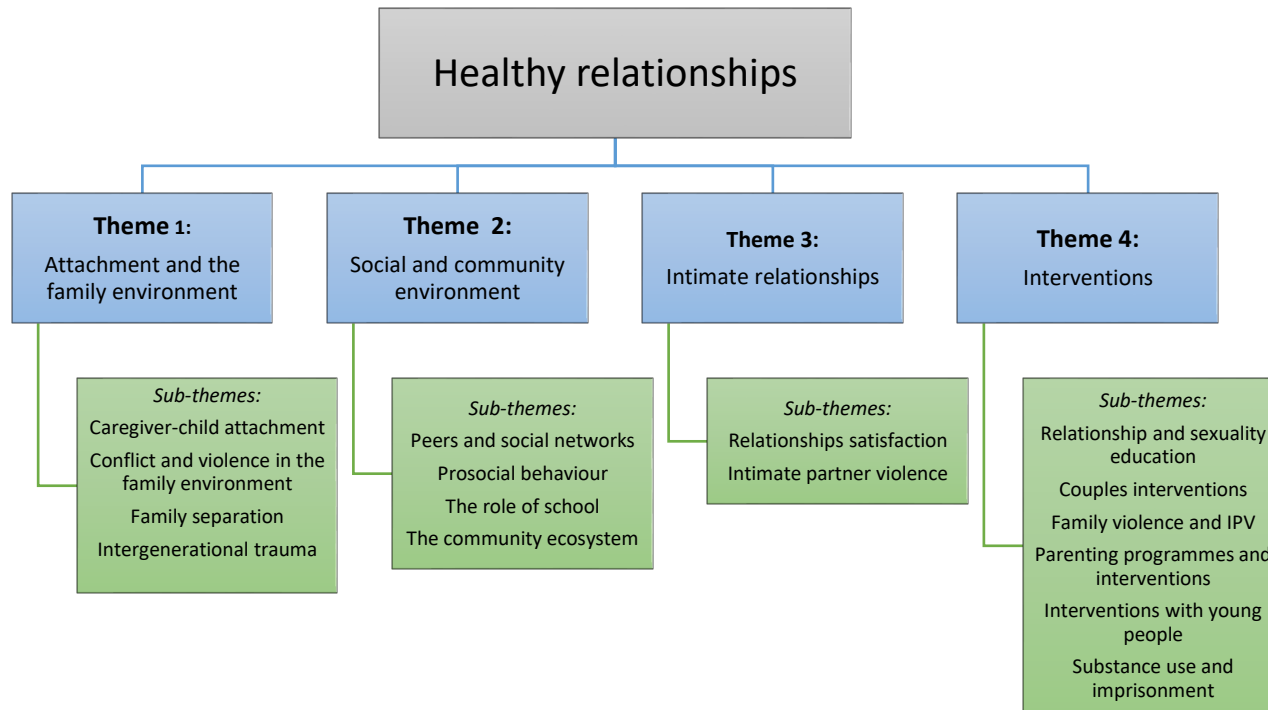 Healthy relationships
Theme 1:
Attachment and the
family environment
Theme 2:
Social and community
environment
Theme 3:
Intimate relationships
Theme 4:
Interventions
Sub-themes:
Caregiver-child attachment
Conflict and violence in the
family environment
Family separation
Intergenerational trauma
Sub-themes:
Peers and social networks
Prosocial behaviour
The role of school
The community ecosystem
Sub-themes:
Relationships satisfaction
Intimate partner violence
Sub-themes:
Relationship and sexuality
education
Couples interventions
Family violence and IPV
Parenting programmes and
interventions
Interventions with young
people
Substance use and
imprisonment